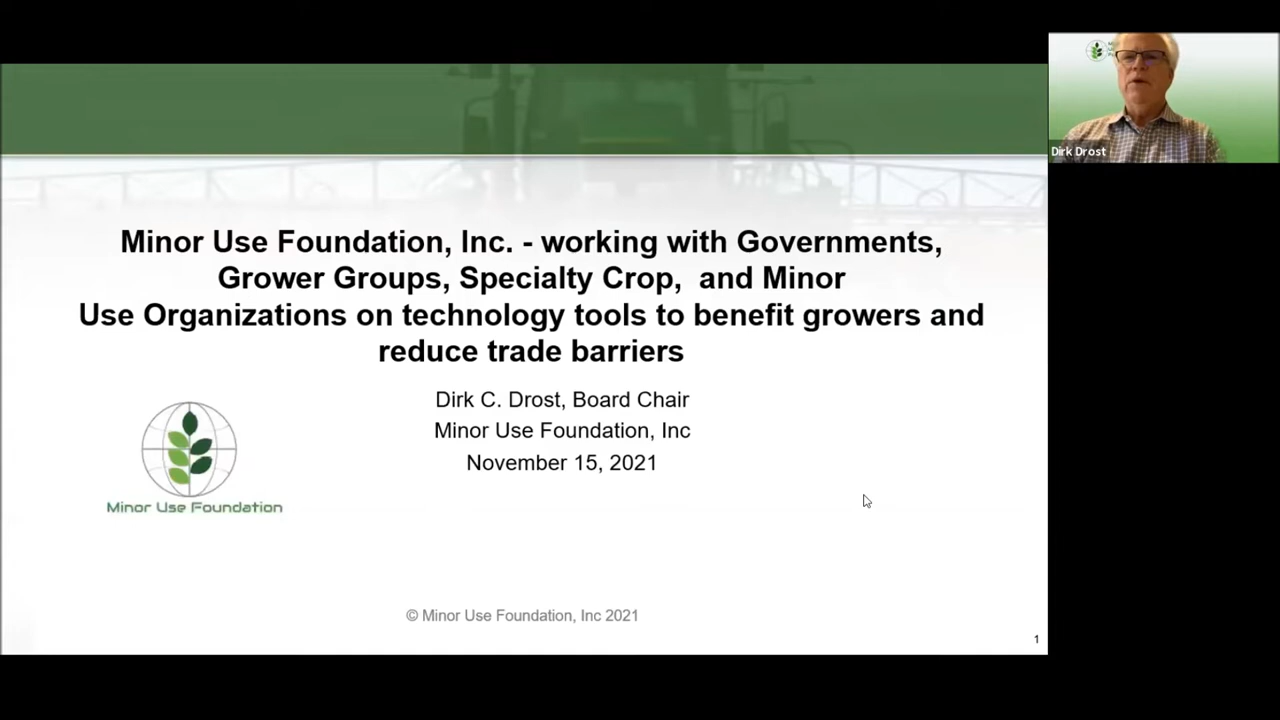 Minor Use Foundation, Inc. - working with Governments,
Grower Groups, Specialty Crop, and Minor
Use Organizations on technology tools to benefit growers and
reduce trade barriers
Dirk C. Drost, Board Chair
Minor Use Foundation, Inc
November 15, 2021
Minor Use Foundation
© Minor Use Foundation, Inc 2021
1
Dirk Drost